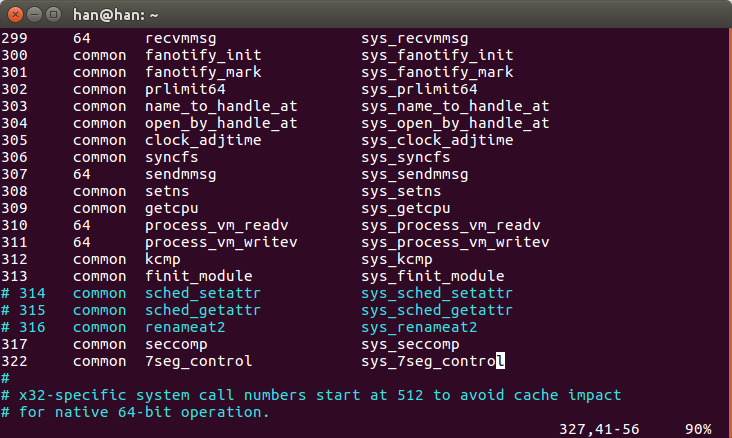 han@han: ~
299 64 recvmmsg sys_recvmmsg
300 common fanotify_init sys_fanotify_init
301 common fanotify_mark sys_fanotify_mark
302 common prlimit64 sys_prlimit64
303 common name_to_handle_at sys_name_to_handle_at
304 common open_by_handle_at sys_open_by_handle_at
305 common clock_adjtime sys_clock_adjtime
306 common syncfs sys_syncfs
307 64 sendmmsg sys_sendmmsg
308 common setns sys_setns
309 common getcpu sys_getcpu
310 64 process_vm_readv sys_process_vm_readv
311 64 process_vm_writev sys_process_vm_writev
312 common kcmp sys_kcmp
313 common finit_module sys_finit_module
# 314 common sched_setattr sys_sched_setattr
# 315 common sched_getattr sys_sched_getattr
# 316 common renameat2 sys_renameat2
317 common seccomp sys_seccomp
322 common 7seg_control sys_7seg_control
#
# x32-specific system call numbers start at 512 to avoid cache impact
# for native 64-bit operation.
327,41-56 90%